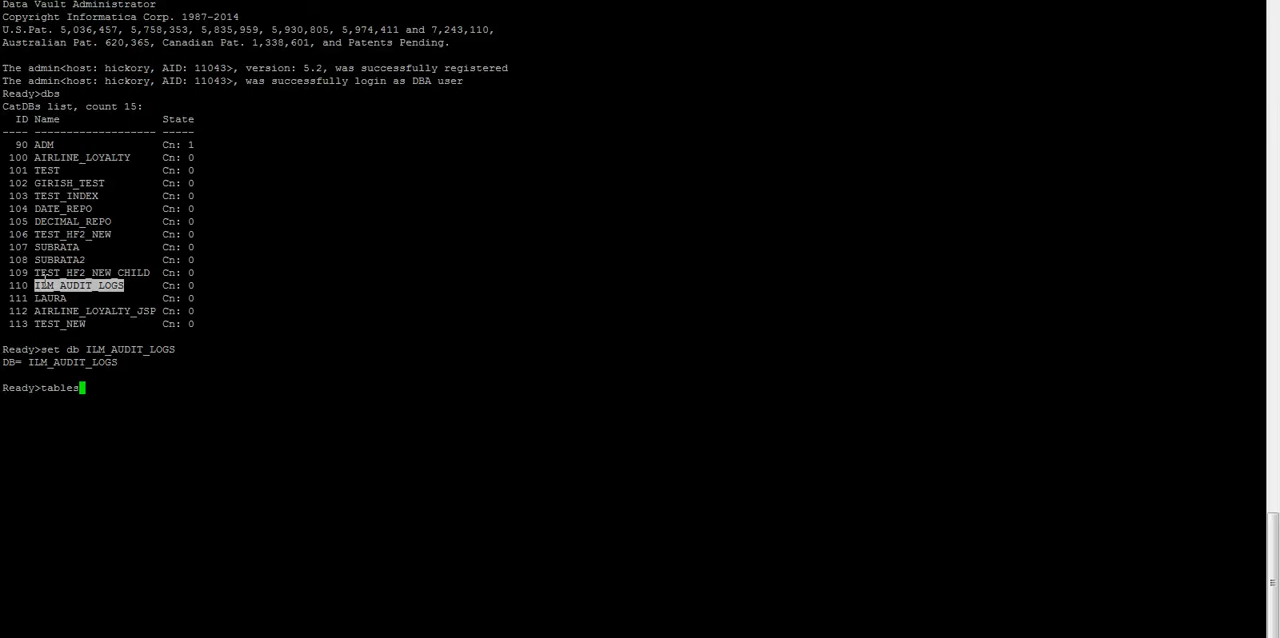 Data Vault Administrator
Copyright Informatica Corp. 1987-2014
U.S.Pat. 5,036,457, 5,758,353, 5,835,959, 5,930,805, 5,974,411 and 7,243,110,
Australian Pat. 620,365, Canadian Pat. 1,338,601, and Patents Pending.
The admin<host: hickory, AID: 11043>, version: 5.2, was successfully registered
The admin<host: hickory, AID: 11043>, was successfully login as DBA user
Ready>dbs
CatDBs list, count 15:
ID Name State
---- ------------------- -----
90 ADM Cn: 1
100 AIRLINE_LOYALTY Cn: 0
101 TEST Cn: 0
102 GIRISH_TEST Cn: 0
103 TEST_INDEX Cn: 0
104 DATE_REPO Cn: 0
105 DECIMAL_REPO Cn: 0
106 TEST_HF2_NEW Cn: 0
107 SUBRATA Cn: 0
108 SUBRATA2 Cn: 0
109 TEST_HF2_NEW_CHILD Cn: 0
110 ILM_AUDIT_LOGS Cn: 0
111 LAURA Cn: 0
112 AIRLINE_LOYALTY_JSP Cn: 0
113 TEST_NEW Cn: 0
Ready>set db ILM_AUDIT_LOGS
DB= ILM_AUDIT_LOGS
Ready>tables